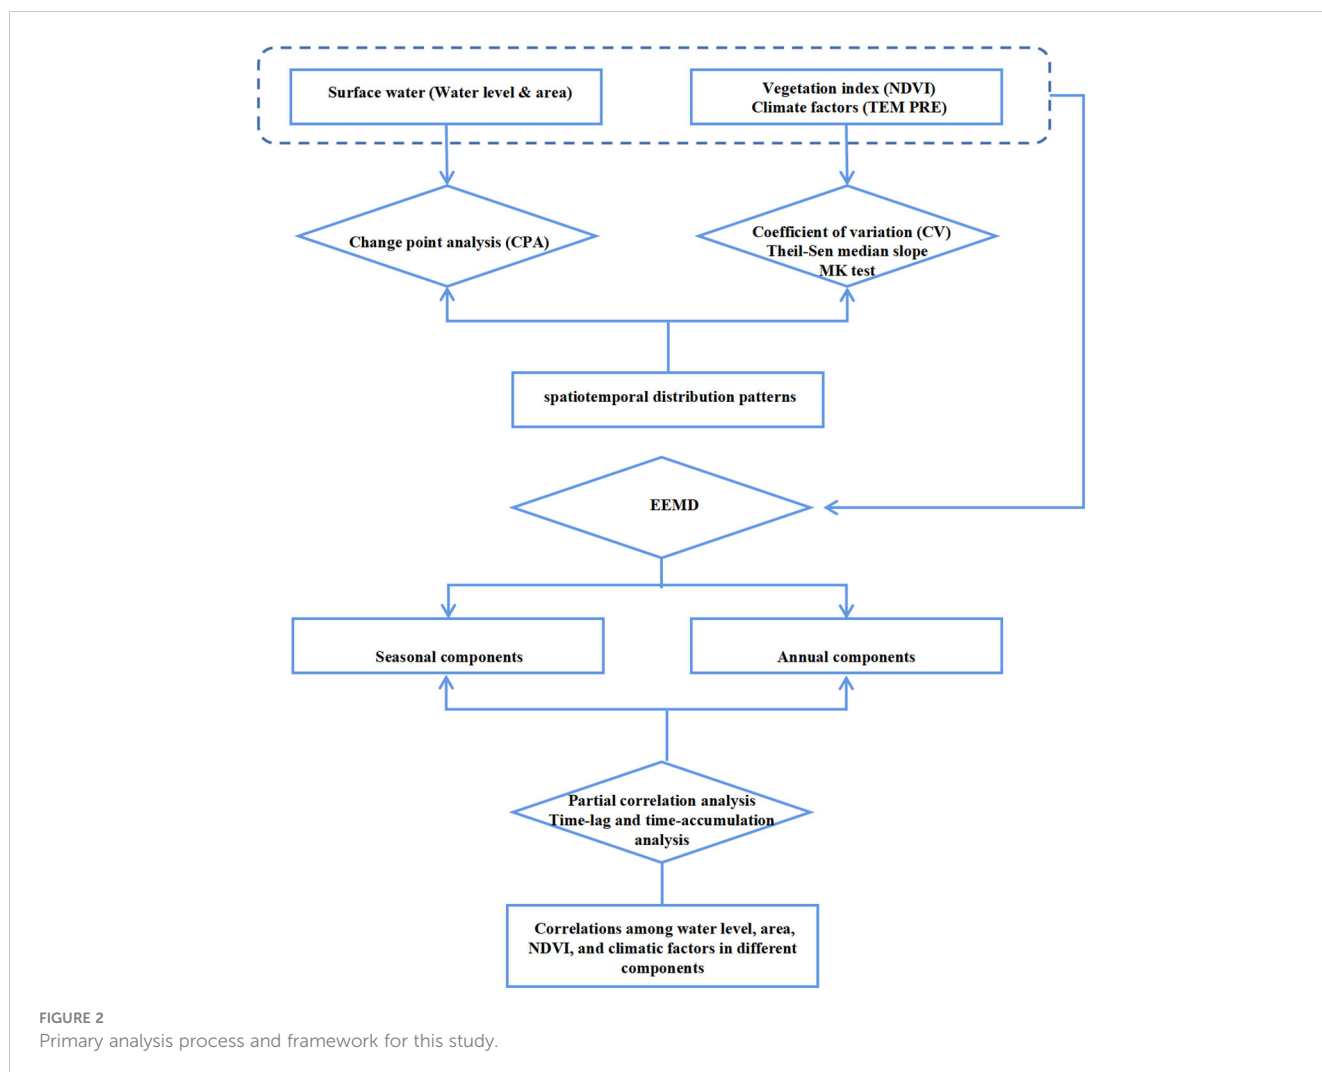 Surface water (Water level & area)
Vegetation index (NDVI)
Climate factors (TEM PRE)
Change point analysis (CPA)
Coefficient of variation (CV)
Theil-Sen median slope
MK test
spatiotemporal distribution patterns
EEMD
Seasonal components
Annual components
Partial correlation analysis
Time-lag and time-accumulation
analysis
Correlations among water level, area,
NDVI, and climatic factors in different
components
FIGURE 2
Primary analysis process and framework for this study.